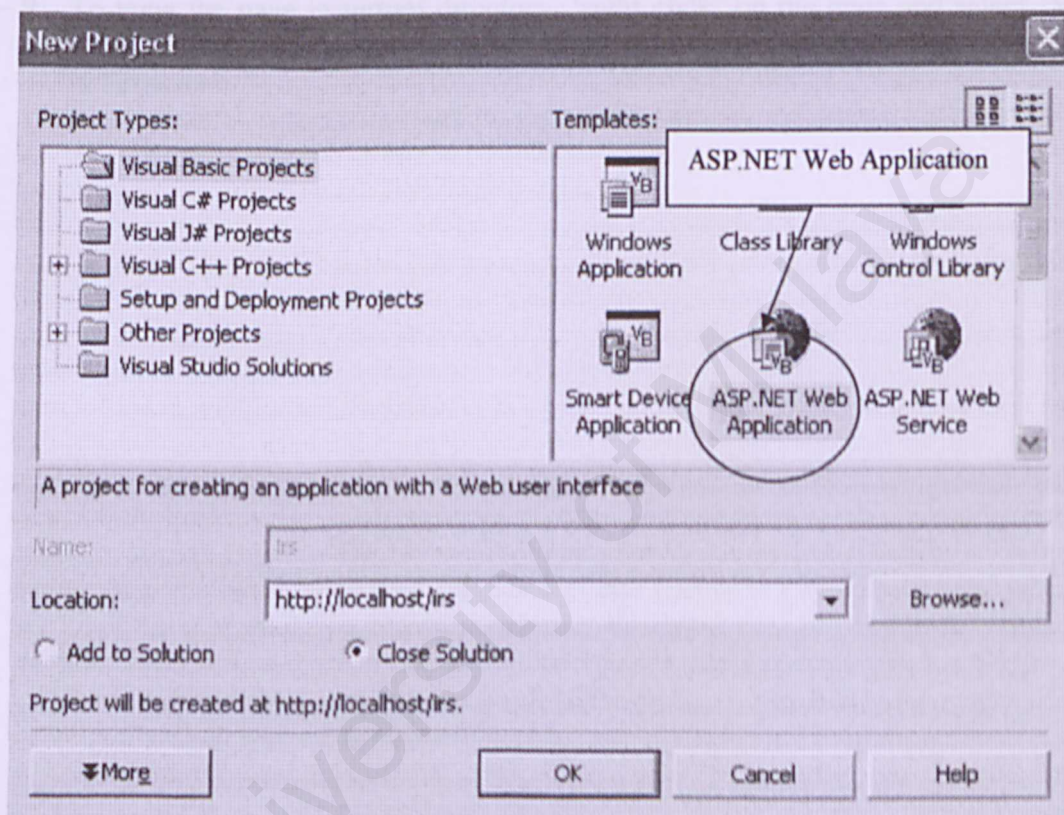 New Project
Project Types:
Visual Basic Projects
Visual C# Projects
Visual J# Projects
Visual C++ Projects
Setup and Deployment Projects
Other Projects
Visual Studio Solutions
Templates:
ASP.NET Web Application
Windows
Application
Class Library
Windows
Control Library
Smart Device
Application
ASP.NET Web
Application
ASP.NET Web
Service
A project for creating an application with a Web user interface
Name:
irs
Location:
http://localhost/irs
Browse...
Add to Solution
Close Solution
Project will be created at http://localhost/irs.
More
OK
Cancel
Help
University of Malaya